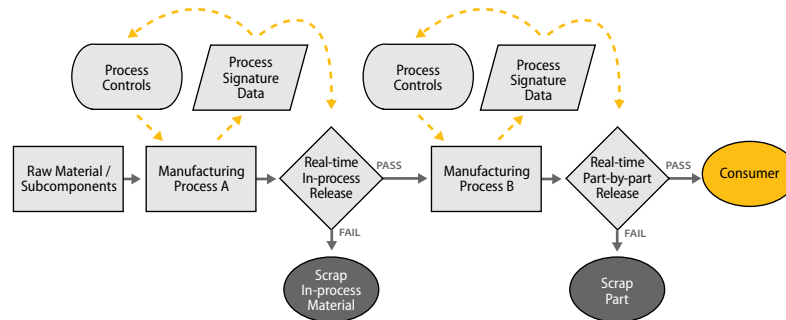 Process
Controls
Process
Signature
Data
Process
Controls
Process
Signature
Data
Raw Material /
Subcomponents
Manufacturing
Process A
Real-time
In-process
Release
PASS
Manufacturing
Process B
Real-time
Part-by-part
Release
PASS
Consumer
FAIL
FAIL
Scrap
In-process
Material
Scrap
Part